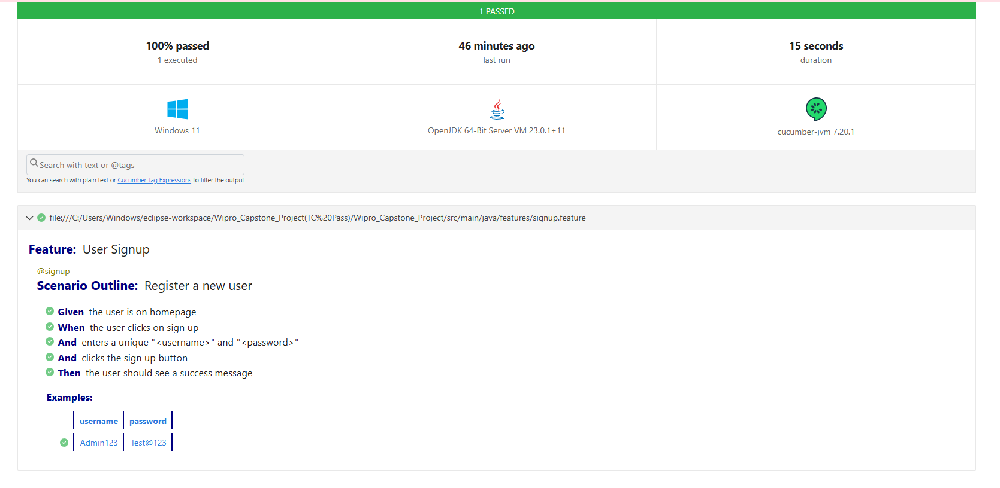 1 PASSED
100% passed
1 executed
46 minutes ago
last run
15 seconds
duration
Windows 11
OpenJDK 64-Bit Server VM 23.0.1+11
cucumber-jvm 7.20.1
Search with text or @tags
You can search with plain text or Cucumber Tag Expressions to filter the output
file:///C:/Users/Windows/eclipse-workspace/Wipro_Capstone_Project(TC%20Pass)/Wipro_Capstone_Project/src/main/java/features/signup.feature
Feature: User Signup
@signup
Scenario Outline: Register a new user
Given the user is on homepage
When the user clicks on sign up
And enters a unique "<username>" and "<password>"
And clicks the sign up button
Then the user should see a success message
Examples:
username password
Admin123 Test@123